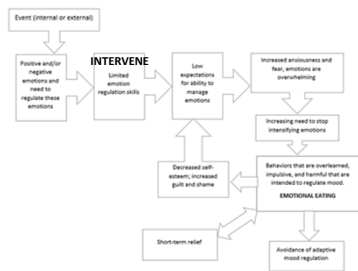 Event (internal or external)
Positive and/or
negative
emotions and
need to
regulate these
emotions
INTERVENE
Limited
emotion
regulation skills
Low
expectations
for ability to
manage
emotions
Increased anxiousness and
fear, emotions are
overwhelming
Increasing need to stop
intensifying emotions
Behaviors that are overlearned,
impulsive, and harmful that
are intended to regulate mood.
EMOTIONAL EATING
Decreased self-
esteem; increased
guilt and shame
Short-term relief
Avoidance of adaptive
mood regulation